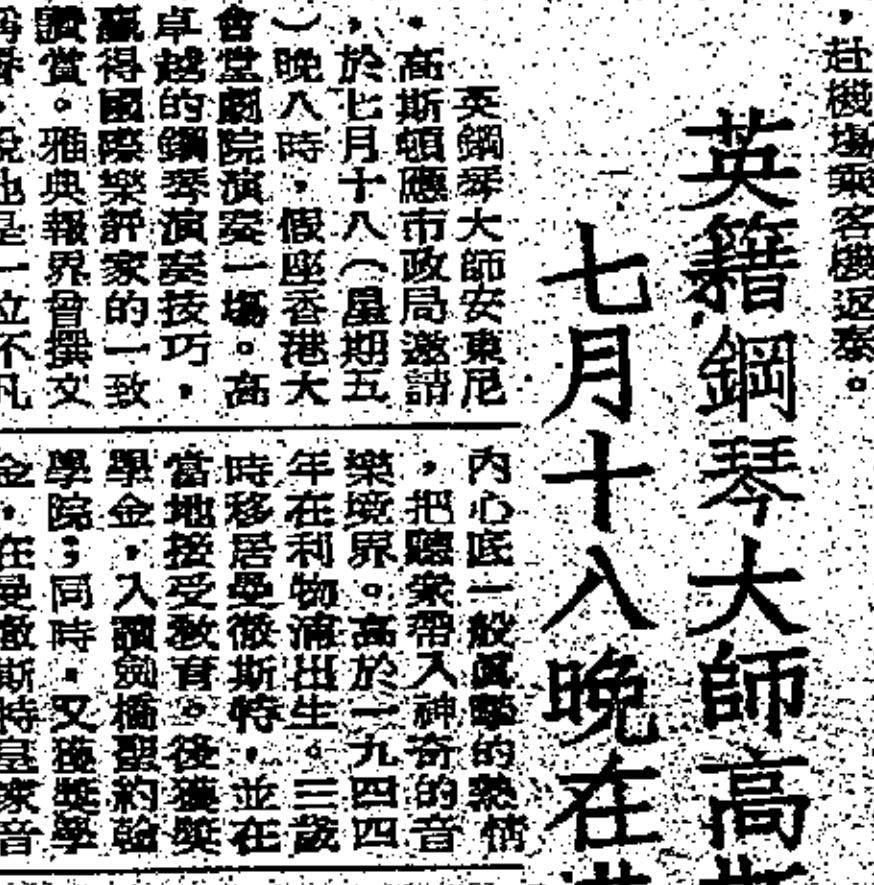 ，赴機場乘客機返泰。
英籍鋼琴大師高斯
七月十八晚在港
英鋼琴大師安東尼
．高斯頓應市政局邀請
，於七月十八（星期五
）晚八時，假座香港大
會堂劇院演奏一場。高
卓越的鋼琴演奏技巧，
贏得國際樂評家的一致
讚賞。雅典報界曾撰文
稱譽，說他是一位不凡
內心底一般真摯的熱情
，把聽衆帶入神奇的音
樂境界。高於一九四四
年在利物浦出生。三歲
時移居曼徹斯特，並在
當地接受教育。後獲獎
學金，入讀劍橋聖約翰
學院；同時，又獲獎學
金，在曼徹斯特皇家音